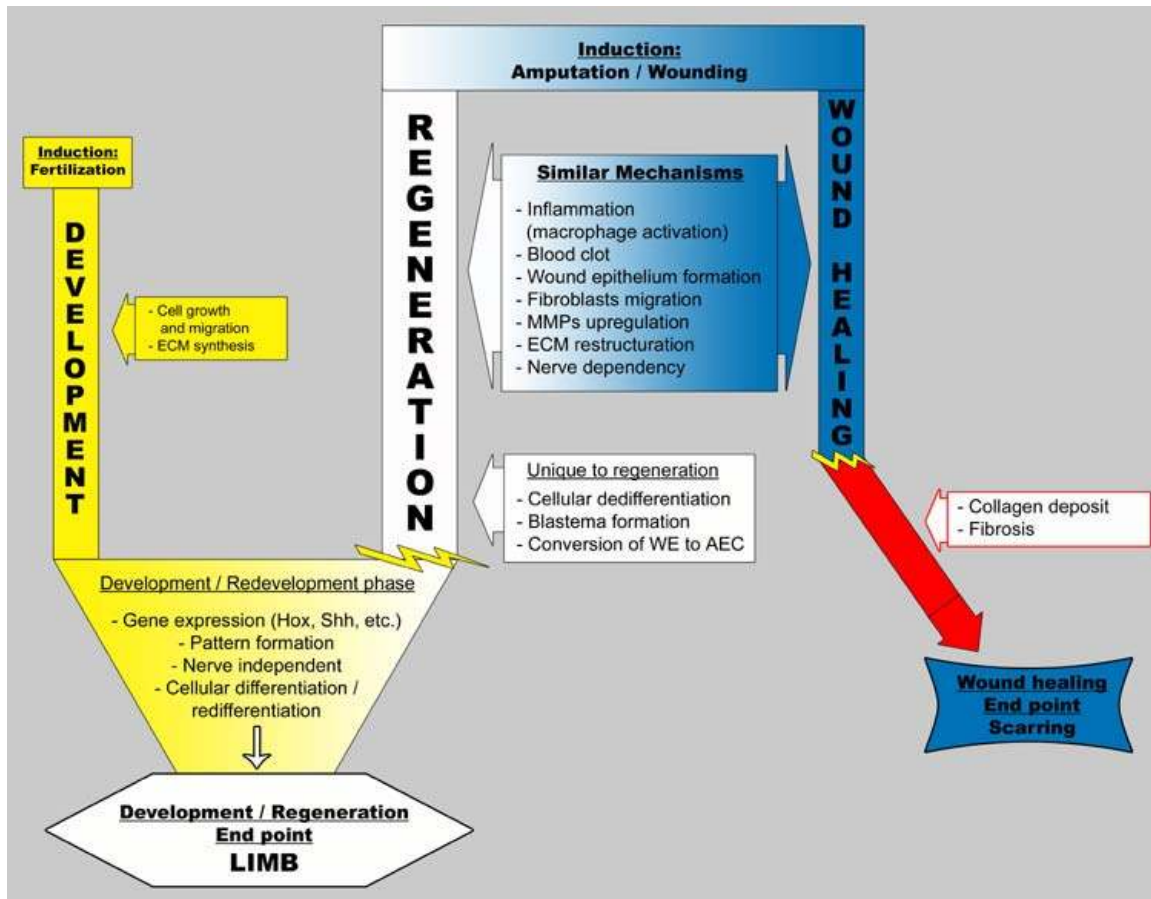 Induction:
Amputation / Wounding
Induction:
Fertilization
DEVELOPMENT
- Cell growth
and migration
- ECM synthesis
REGENERATION
Similar Mechanisms
- Inflammation
(macrophage activation)
- Blood clot
- Wound epithelium formation
- Fibroblasts migration
- MMPs upregulation
- ECM restructuration
- Nerve dependency
WOUND HEALING
Unique to regeneration
- Cellular dedifferentiation
- Blastema formation
- Conversion of WE to AEC
- Collagen deposit
- Fibrosis
Development / Redevelopment phase
- Gene expression (Hox, Shh, etc.)
- Pattern formation
- Nerve independent
- Cellular differentiation /
redifferentiation
Wound healing
End point
Scarring
Development / Regeneration
End point
LIMB